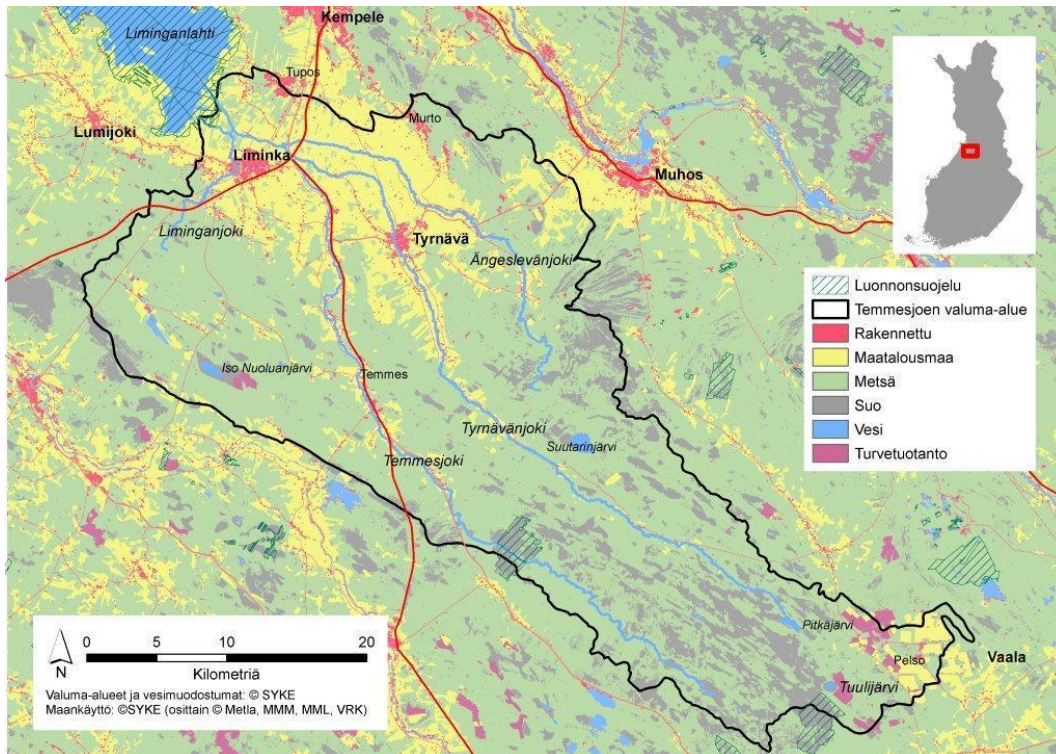 Kempele
Liminganlahti
Tupos
Murto
Lumijoki
Liminka
Muhos
Liminganjoki
Tyrnävä
Ängeslevänjoki
Iso Nuoluanjärvi
Temmes
Tyrnävänjoki
Suutarinjärvi
Temmesjoki
Pitkäjärvi
Pelso
Vaala
Tuulijärvi
Luonnonsuojelu
Temmesjoen valuma-alue
Rakennettu
Maatalousmaa
Metsä
Suo
Vesi
Turvetuotanto
0 5 10 20
Kilometriä
N
Valuma-alueet ja vesimuodostumat: © SYKE
Maankäyttö: ©SYKE (osittain © Metla, MMM, MML, VRK)